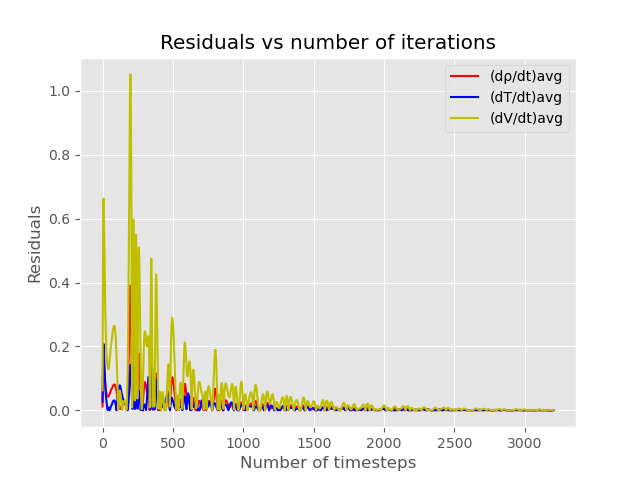 Residuals vs number of iterations
(dρ/dt)avg
(dT/dt)avg
(dV/dt)avg
Residuals
1.0
0.8
0.6
0.4
0.2
0.0
0 500 1000 1500 2000 2500 3000
Number of timesteps